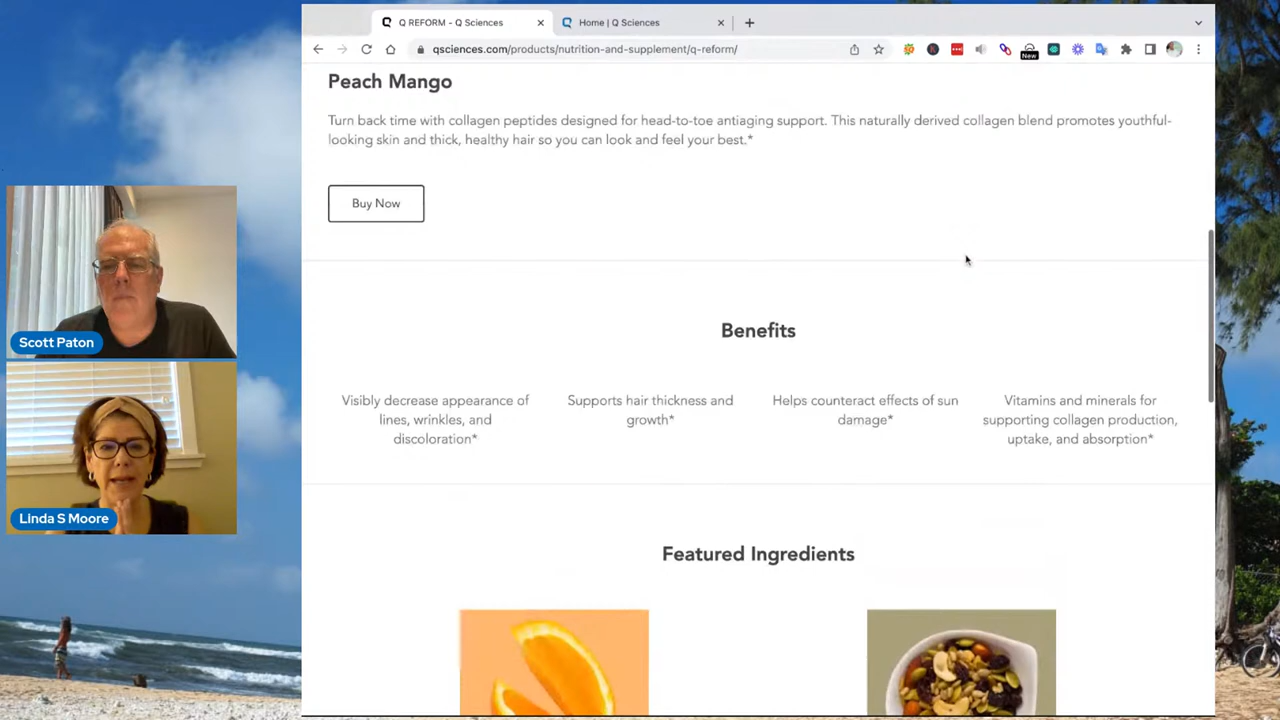 Q REFORM - Q Sciences
Home | Q Sciences
qsciences.com/products/nutrition-and-supplement/q-reform/
New
Peach Mango
Turn back time with collagen peptides designed for head-to-toe antiaging support. This naturally derived collagen blend promotes youthful-
looking skin and thick, healthy hair so you can look and feel your best.*
Buy Now
Benefits
Visibly decrease appearance of
lines, wrinkles, and
discoloration*
Supports hair thickness and
growth*
Helps counteract effects of sun
damage*
Vitamins and minerals for
supporting collagen production,
uptake, and absorption*
Featured Ingredients
Scott Paton
Linda S Moore